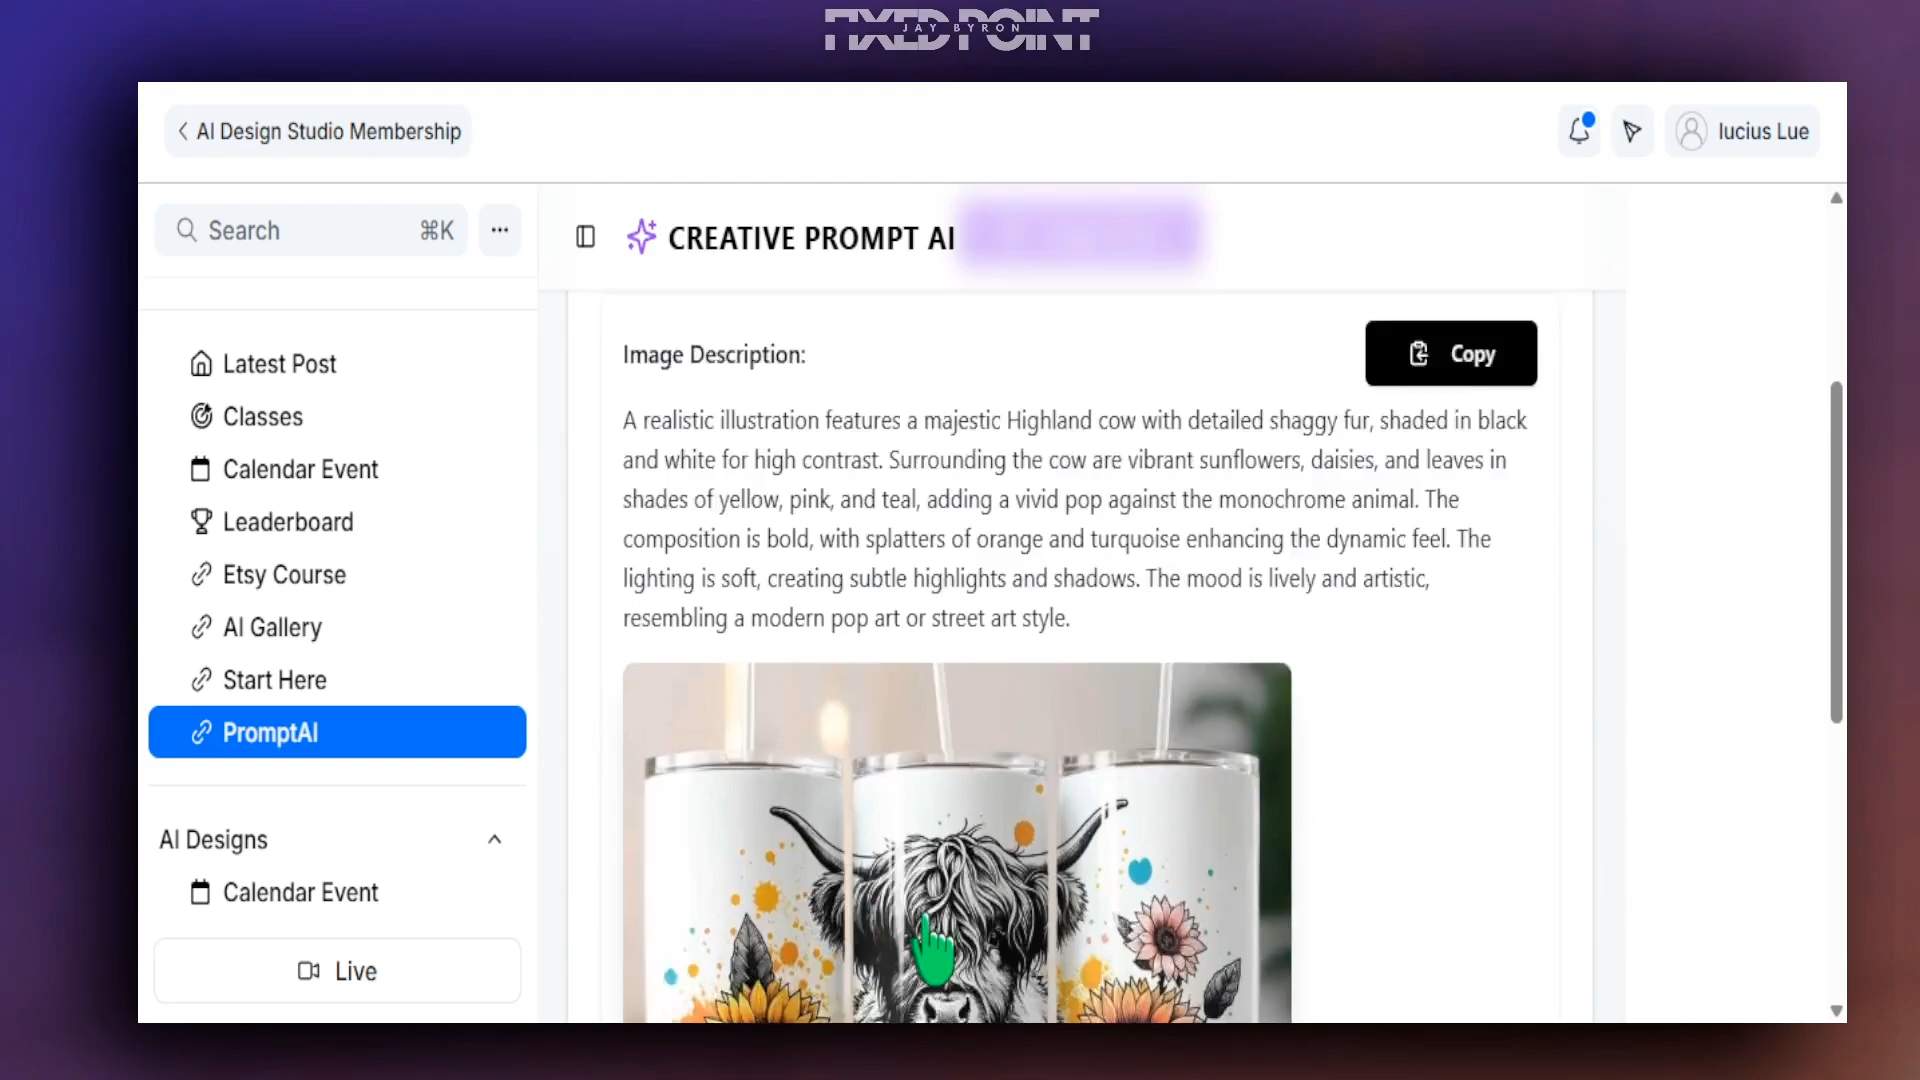 FIXED POINT
JAY BYRON
AI Design Studio Membership
lucius Lue
Search ⌘K ...
CREATIVE PROMPT AI
Latest Post
Classes
Calendar Event
Leaderboard
Etsy Course
AI Gallery
Start Here
PromptAI
AI Designs
Calendar Event
Live
Image Description:
Copy
A realistic illustration features a majestic Highland cow with detailed shaggy fur, shaded in black
and white for high contrast. Surrounding the cow are vibrant sunflowers, daisies, and leaves in
shades of yellow, pink, and teal, adding a vivid pop against the monochrome animal. The
composition is bold, with splatters of orange and turquoise enhancing the dynamic feel. The
lighting is soft, creating subtle highlights and shadows. The mood is lively and artistic,
resembling a modern pop art or street art style.